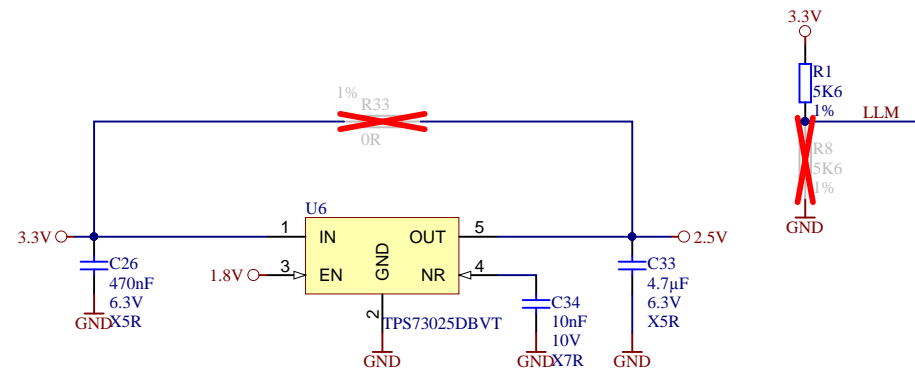 3.3V
R1
5K6
1%
LLM
R8
5K6
1%
GND
1%
R33
0R
U6
3.3V
1
IN
OUT
5
2.5V
GND
C26
470nF
6.3V
X5R
GND
1.8V
3
EN
NR
4
C33
4.7µF
6.3V
X5R
GND
C34
10nF
10V
X7R
GND
2
TPS73025DBVT
GND